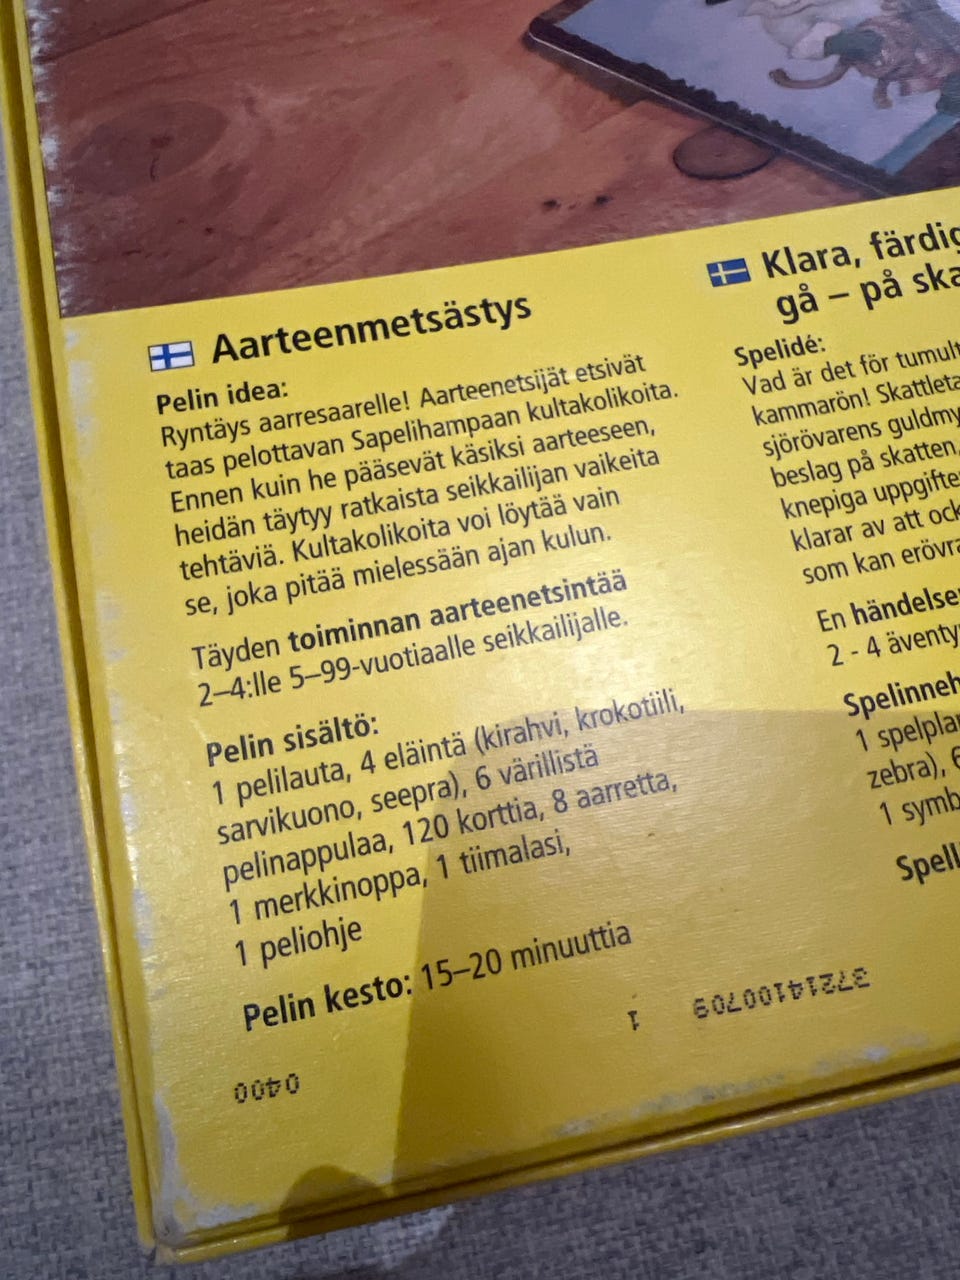 Aarteenmetsästys
Pelin idea:
Ryntäys aarresaarelle! Aarteenetsijät etsivät
taas pelottavan Sapelihampaan kultakolikoita.
Ennen kuin he pääsevät käsiksi aarteeseen,
heidän täytyy ratkaista seikkailijan vaikeita
tehtäviä. Kultakolikoita voi löytää vain
se, joka pitää mielessään ajan kulun.
Täyden toiminnan aarteenetsintää
2–4:lle 5–99-vuotiaalle seikkailijalle.
Pelin sisältö:
1 pelilauta, 4 eläintä (kirahvi, krokotiili,
sarvikuono, seepra), 6 värillistä
pelinappulaa, 120 korttia, 8 aarretta,
1 merkkinoppa, 1 tiimalasi,
1 peliohje
Pelin kesto: 15–20 minuuttia
0400
1
37214100709
Klara, färdig
gå – på ska
Spelidé:
Vad är det för tumult
kammarön! Skattleta
sjörövarens guldmy
beslag på skatten,
knepiga uppgifte
klarar av att ock
som kan erövra
En händelse
2 - 4 äventy
Spelinneh
1 spelplan
zebra), 6
1 symb
Spell